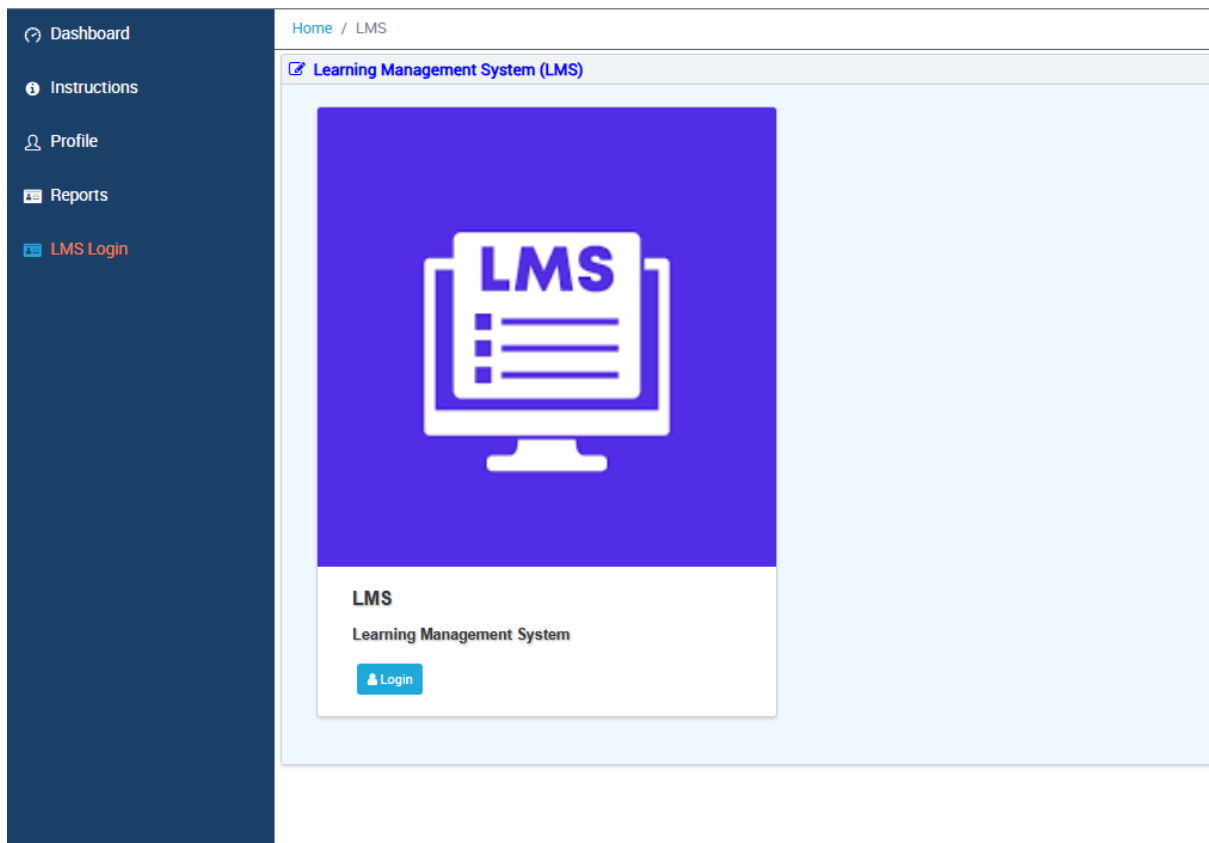 Dashboard
Instructions
Profile
Reports
LMS Login
Home / LMS
Learning Management System (LMS)
LMS
LMS
Learning Management System
Login